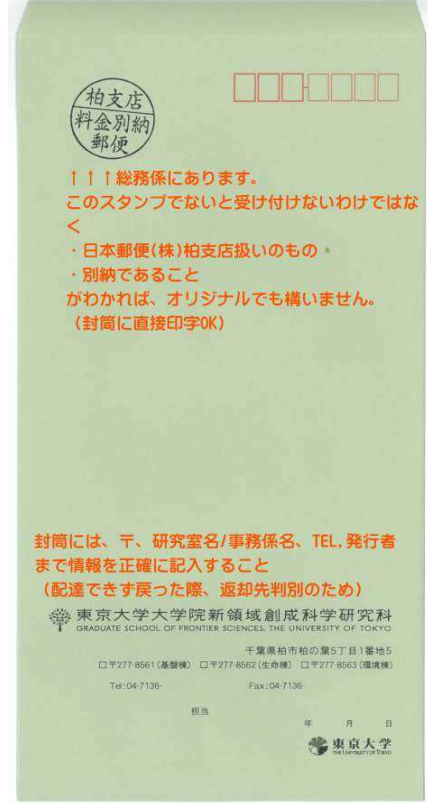 柏支店
料金別納
郵便
↑↑↑総務係にあります。
このスタンプでないと受け付けないわけではな
く
・日本郵便(株)柏支店扱いのもの
・別納であること
がわかれば、オリジナルでも構いません。
(封筒に直接印字OK)
封筒には、〒、研究室名/事務係名、TEL,発行者
まで情報を正確に記入すること
(配達できず戻った際、返却先判別のため)
東京大学大学院新領域創成科学研究科
GRADUATE SCHOOL OF FRONTIER SCIENCES, THE UNIVERSITY OF TOKYO
千葉県柏市柏の葉5丁目1番地5
□〒277-8561(基盤棟) □〒277-8562(生命棟) □〒277-8563(環境棟)
Tel:04-7136- Fax:04-7136-
担当
年 月 日
東京大学
The University of Tokyo